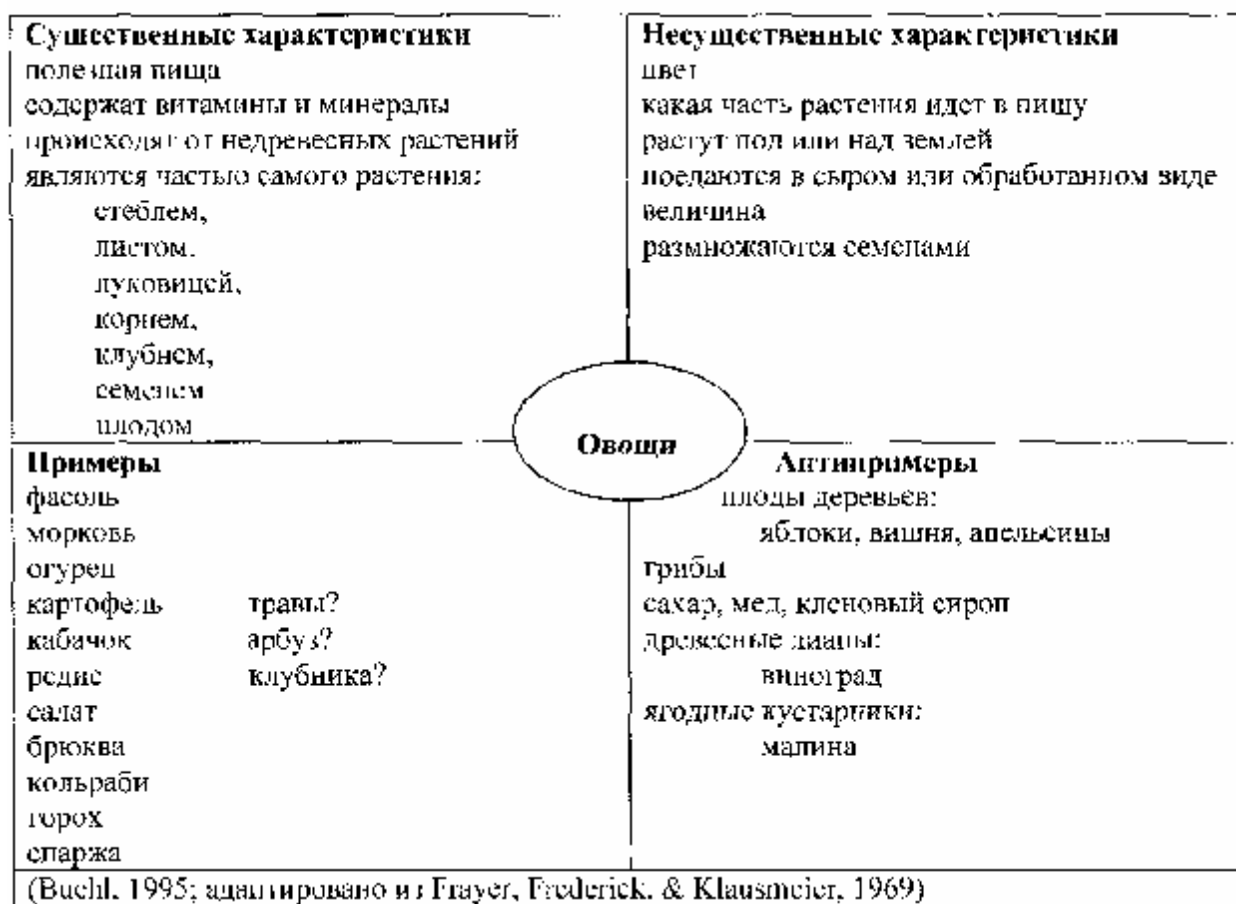 Существенные характеристики
полезная пища
содержат витамины и минералы
происходят от недревесных растений
являются частью самого растения:
стеблем,
листом,
луковицей,
корнем,
клубнем,
семенем
плодом
Несущественные характеристики
цвет
какая часть растения идет в пищу
растут под или над землей
поедаются в сыром или обработанном виде
величина
размножаются семенами
Овощи
Примеры
фасоль
морковь
огурец
картофель травы?
кабачок арбуз?
редис клубника?
салат
брюква
кольраби
горох
спаржа
Антипримеры
плоды деревьев:
яблоки, вишня, апельсины
грибы
сахар, мед, кленовый сироп
древесные лианы:
виноград
ягодные кустарники:
малина
(Buehl, 1995; адаптировано из Frayer, Frederick, & Klausmeier, 1969)